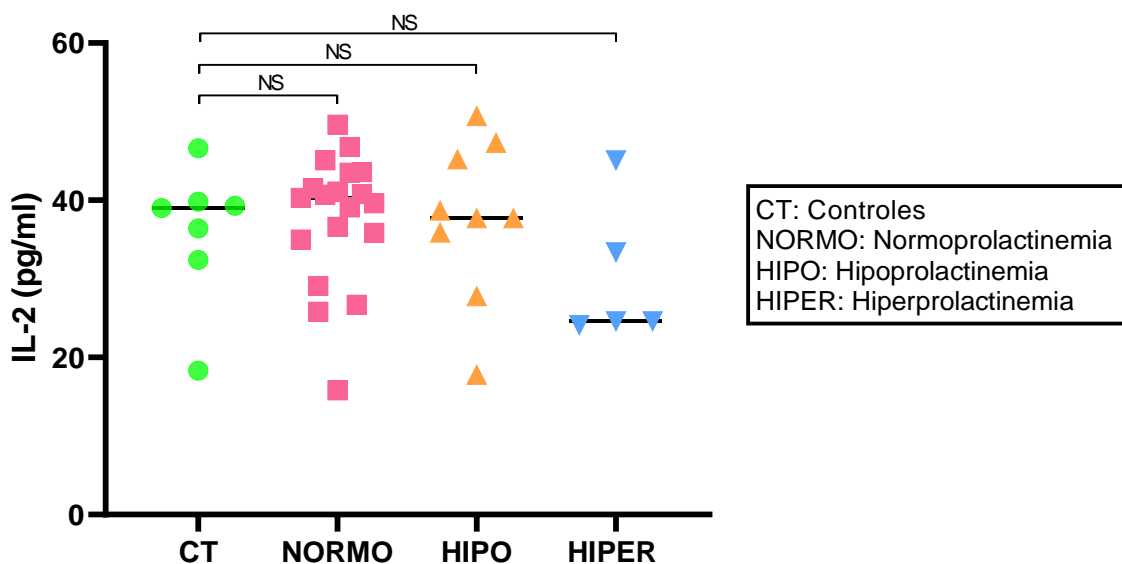 NS
NS
NS
60
40
20
0
IL-2 (pg/ml)
CT NORMO HIPO HIPER
CT: Controles
NORMO: Normoprolactinemia
HIPO: Hipoprolactinemia
HIPER: Hiperprolactinemia